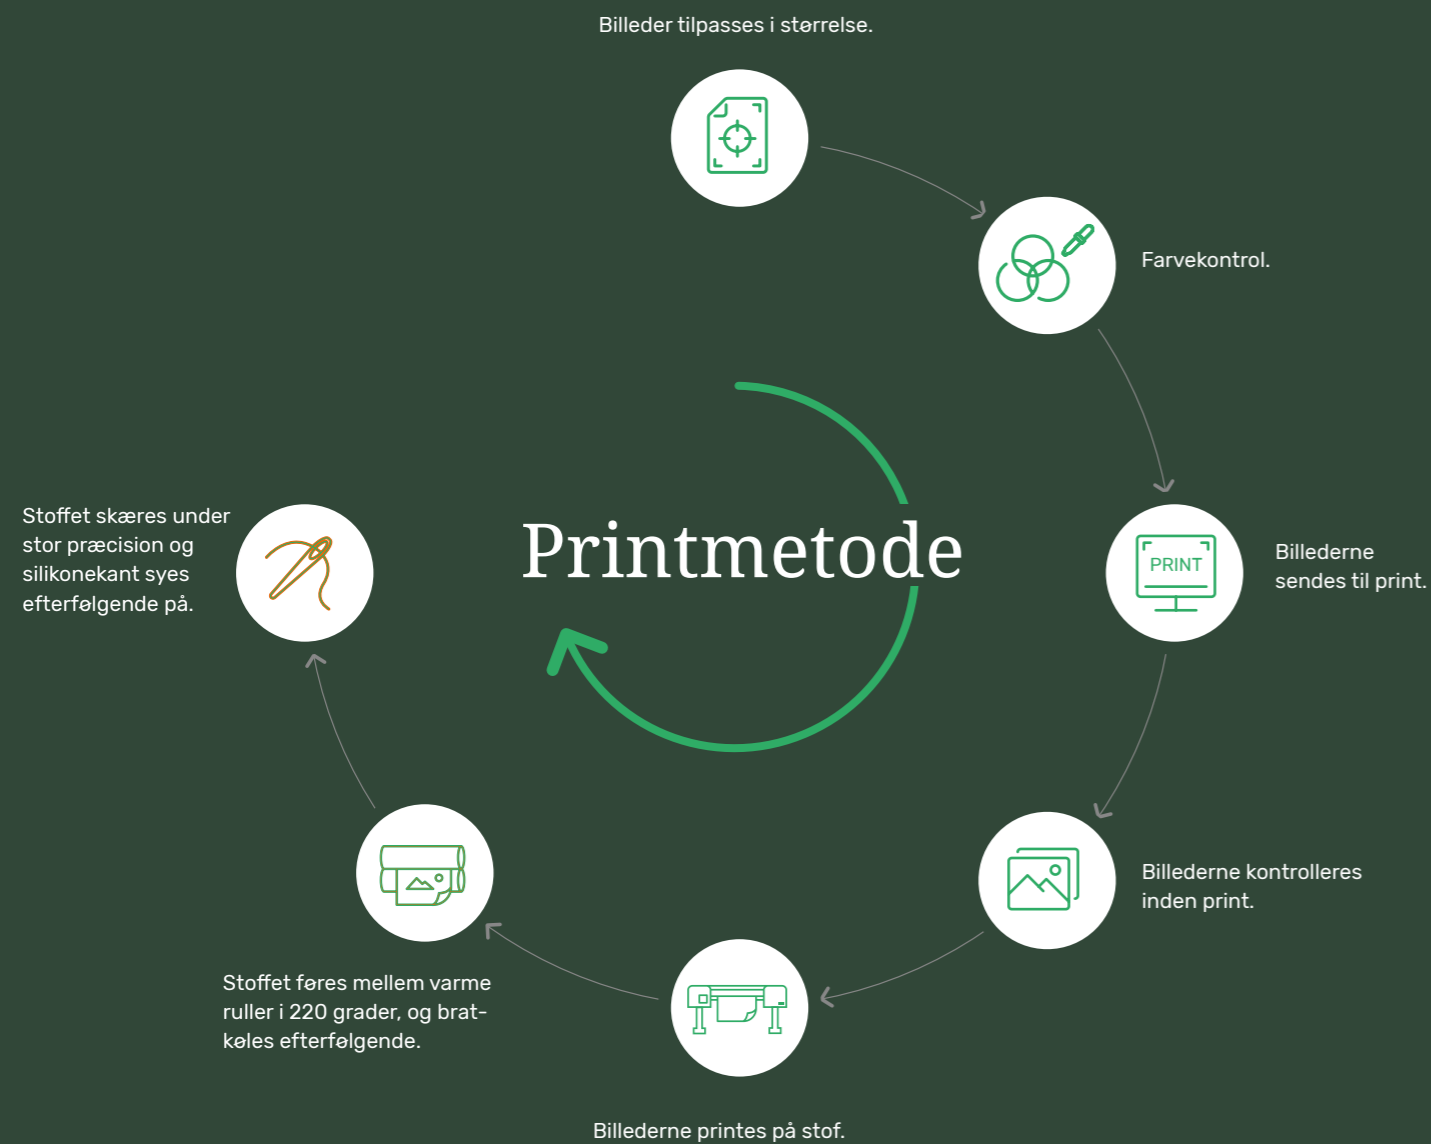 Billeder tilpasses i størrelse.
Farvekontrol.
PRINT
Billederne
sendes til print.
Billederne kontrolleres
inden print.
Billederne printes på stof.
Stoffet føres mellem varme
ruller i 220 grader, og brat-
køles efterfølgende.
Stoffet skæres under
stor præcision og
silikonekant syes
efterfølgende på.
Printmetode